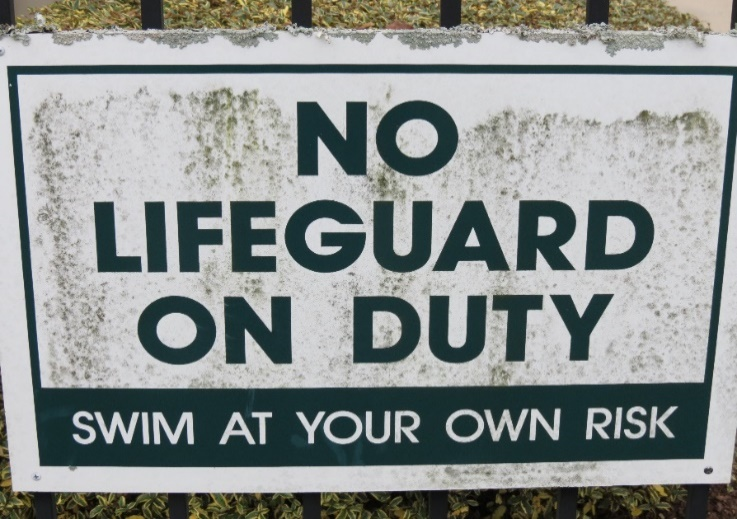 NO
LIFEGUARD
ON DUTY
SWIM AT YOUR OWN RISK